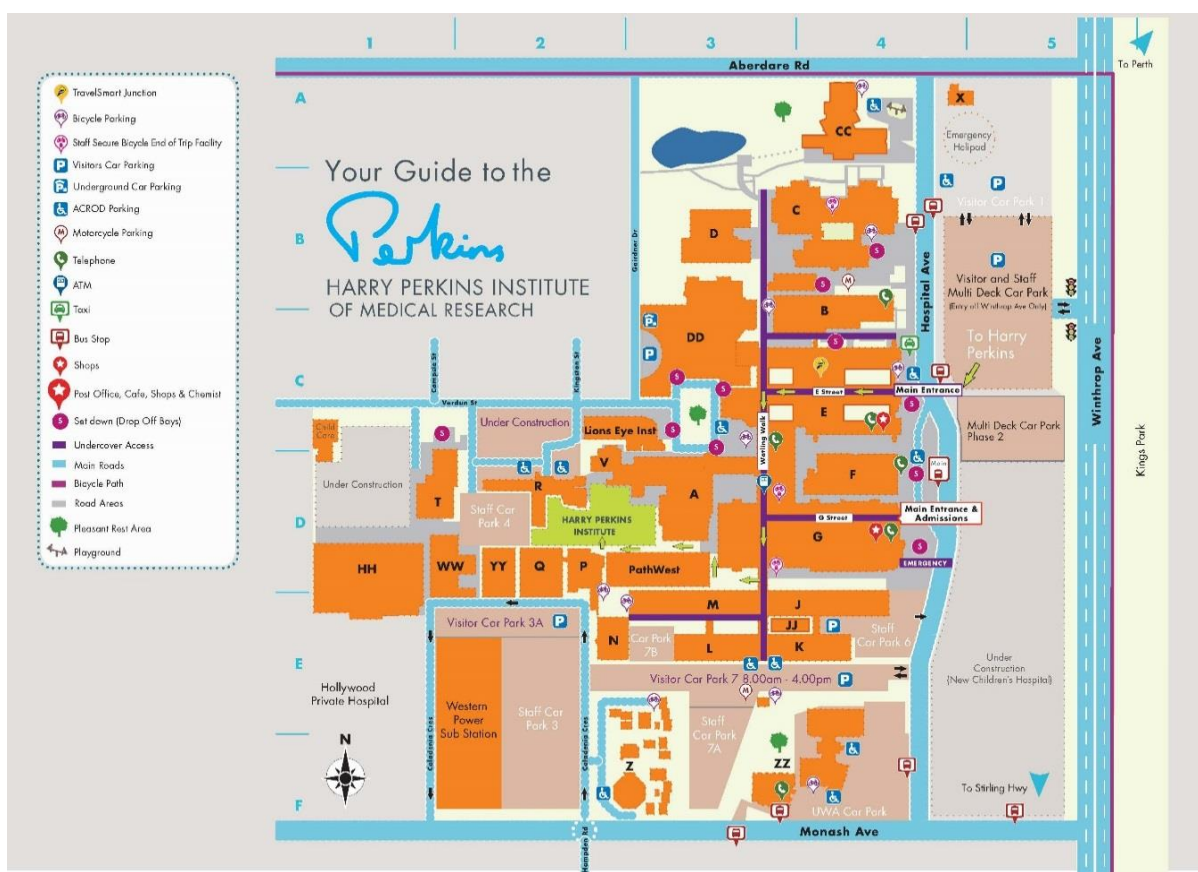 1
2
3
4
5
Aberdare Rd
To Perth
A
B
C
D
E
F
TravelSmart Junction
Bicycle Parking
Staff Secure Bicycle End of Trip Facility
Visitors Car Parking
Underground Car Parking
ACROD Parking
Motorcycle Parking
Telephone
ATM
Taxi
Bus Stop
Shops
Post Office, Cafe, Shops & Chemist
Set down (Drop Off Bays)
Undercover Access
Main Roads
Bicycle Path
Road Areas
Pleasant Rest Area
Playground
Your Guide to the
Perkins
HARRY PERKINS INSTITUTE
OF MEDICAL RESEARCH
CC
X
Emergency
Helipad
Visitor Car Park 1
C
D
Gairdner Dr
Hospital Ave
Visitor and Staff
Multi Deck Car Park
(Entry off Winthrop Ave Only)
B
DD
To Harry
Perkins
Winthrop Ave
Kings Park
E Street
Main Entrance
E
Watling Walk
Multi Deck Car Park
Phase 2
Kingston St
Verdun St
Child
Care
Under Construction
Lions Eye Inst
Under
Construction
T
V
R
A
F
Main
Staff Car
Park 4
HARRY PERKINS
INSTITUTE
G Street
Main Entrance &
Admissions
G
EMERGENCY
HH
WW
YY
Q
P
PathWest
M
J
Visitor Car Park 3A
N
Car Park
7B
L
JJ
K
Staff
Car Park 6
Under
Construction
(New Children's Hospital)
Visitor Car Park 7 8.00am - 4.00pm
Hollywood
Private Hospital
Western
Power
Sub Station
Staff Car
Park 3
Staff
Car Park
7A
Caladenia Cres
Caladenia Cres
N
Z
ZZ
UWA Car Park
To Stirling Hwy
Monash Ave
Hampden Rd